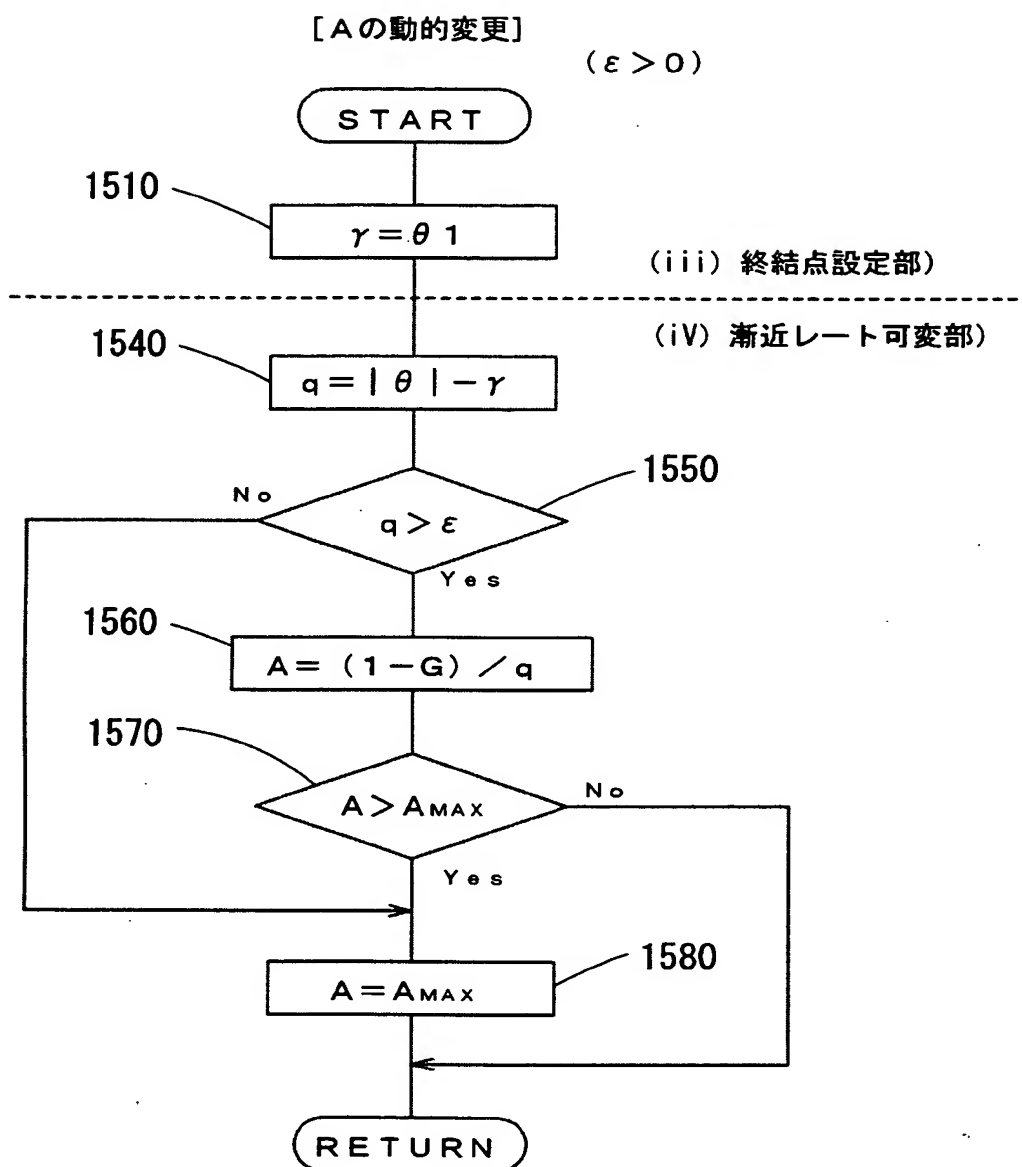 [Aの動的変更]
(ε>0)
START
1510
γ=θ1
(iii) 終結点設定部)
1540
(iV) 漸近レート可変部)
q=|θ|-γ
1550
No
q>ε
Yes
1560
A=(1-G)/q
1570
No
A>AMAX
Yes
1580
A=AMAX
RETURN